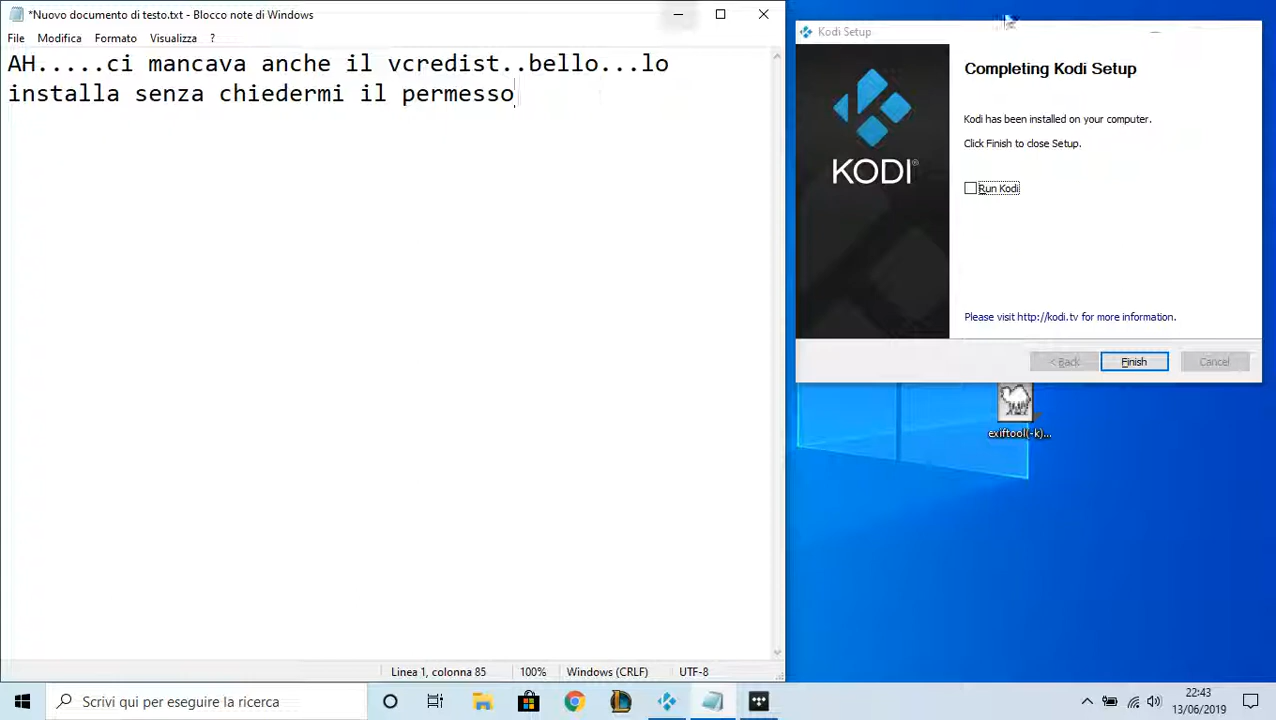 *Nuovo documento di testo.txt - Blocco note di Windows
File Modifica Formato Visualizza ?
AH.....ci mancava anche il vcredist..bello...lo
installa senza chiedermi il permesso
Linea 1, colonna 85 100% Windows (CRLF) UTF-8
Kodi Setup
KODI®
Completing Kodi Setup
Kodi has been installed on your computer.
Click Finish to close Setup.
Run Kodi
Please visit http://kodi.tv for more information.
< Back Finish Cancel
exiftool(-k)...
Scrivi qui per eseguire la ricerca
22:43
13/06/2019